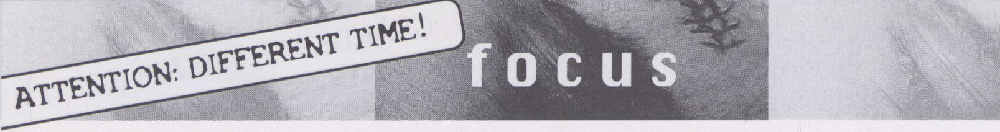 ATTENTION: DIFFERENT TIME!
focus